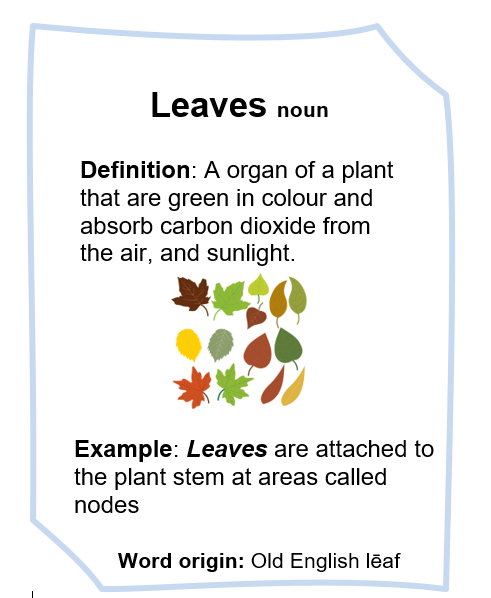 Leaves noun
Definition: A organ of a plant
that are green in colour and
absorb carbon dioxide from
the air, and sunlight.
Example: Leaves are attached to
the plant stem at areas called
nodes
Word origin: Old English lēaf